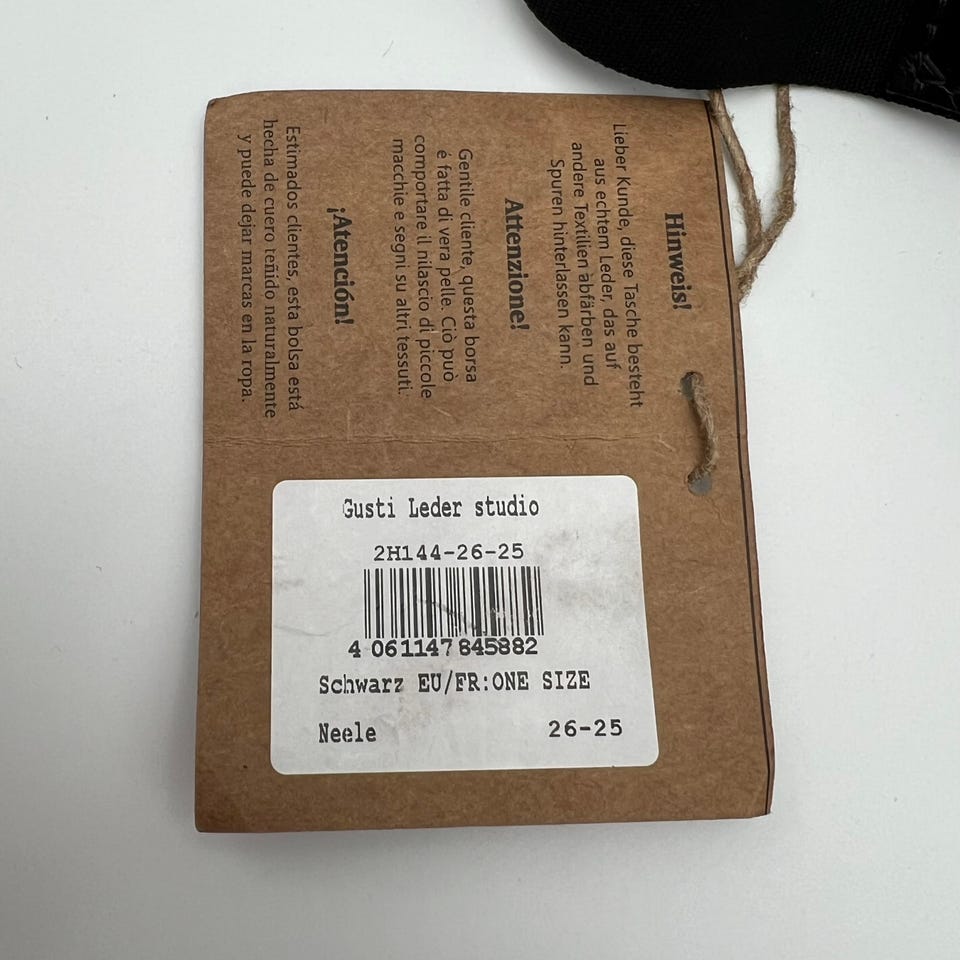 Hinweis!
Lieber Kunde, diese Tasche besteht
aus echtem Leder, das auf
andere Textilien abfärben und
Spuren hinterlassen kann.
Attenzione!
Gentile cliente, questa borsa
é fatta di vera pelle. Ciò può
comportare il nilascio di piccole
macchie e segni su altri tessuti.
¡Atención!
Estimados clientes, esta bolsa está
hecha de cuero teñido naturalmente
y puede dejar marcas en la ropa.
Gusti Leder studio
2H144-26-25
4 061147 845882
Schwarz EU/FR:ONE SIZE
Neele 26-25